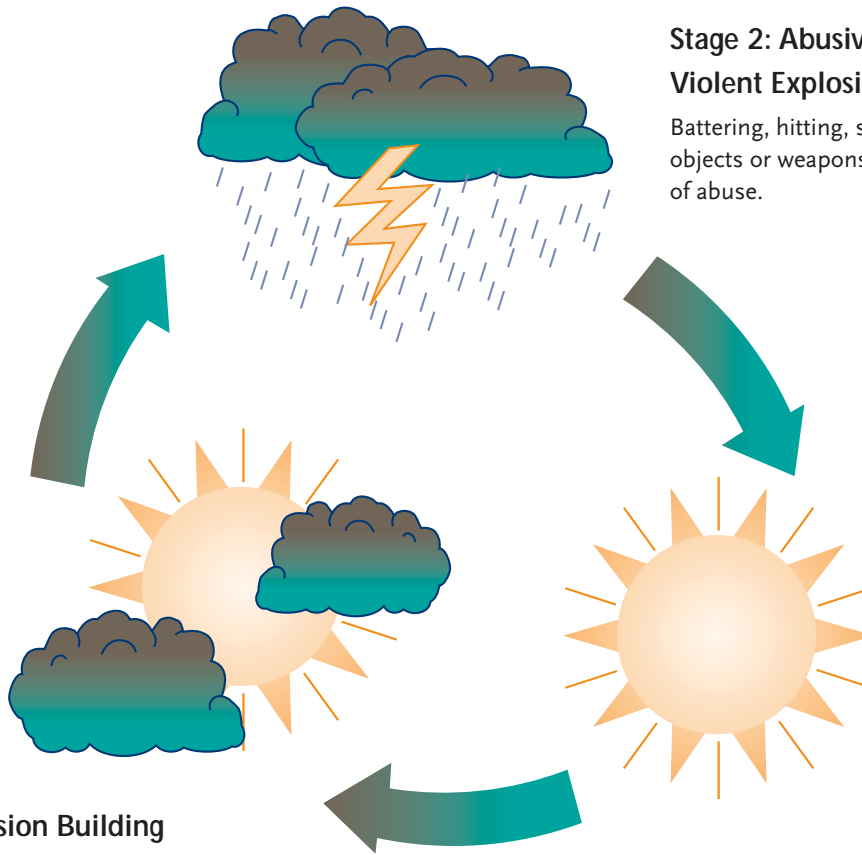 Stage 2: Abusiv
Violent Explosi
Battering, hitting, s
objects or weapons
of abuse.
sion Building